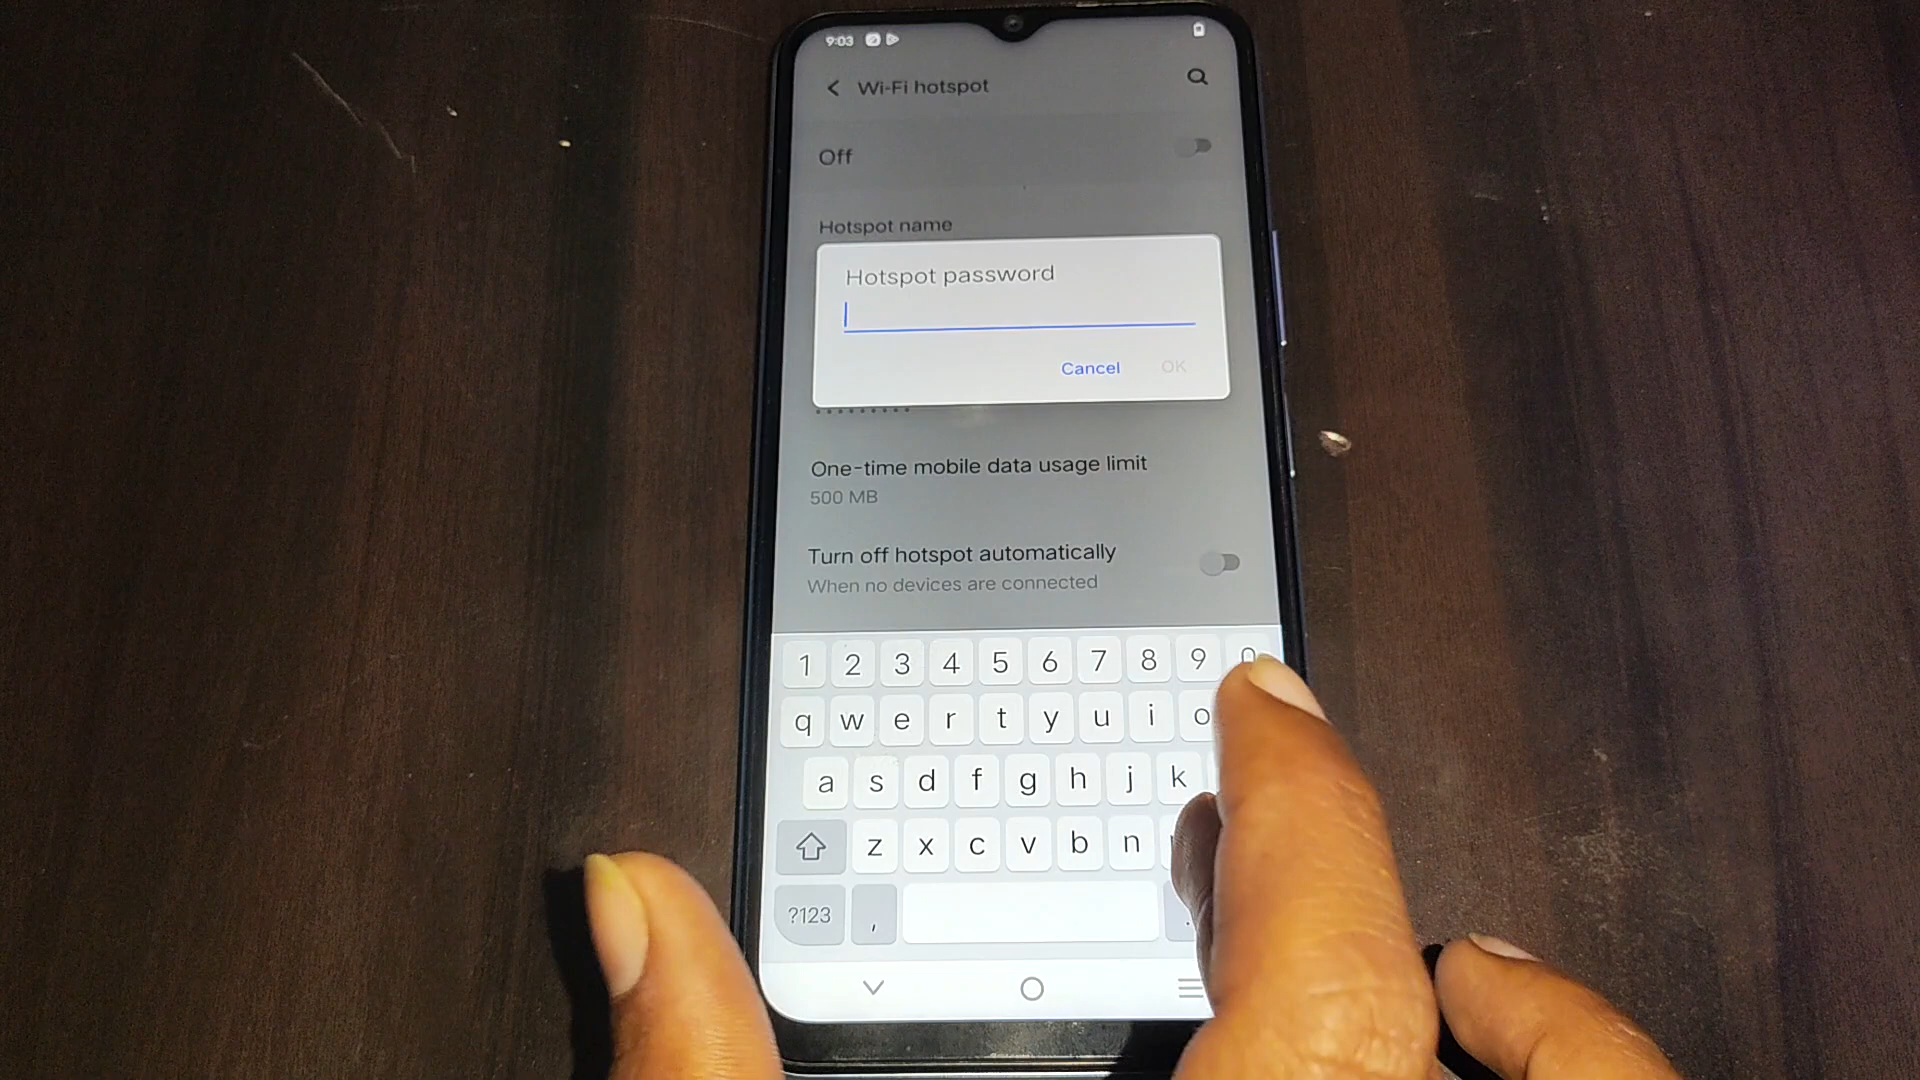 9:03
Wi-Fi hotspot
Off
Hotspot name
Hotspot password
Cancel OK
One-time mobile data usage limit
500 MB
Turn off hotspot automatically
When no devices are connected
1 2 3 4 5 6 7 8 9 0
q w e r t y u i o
a s d f g h j k
z x c v b n
?123 , .